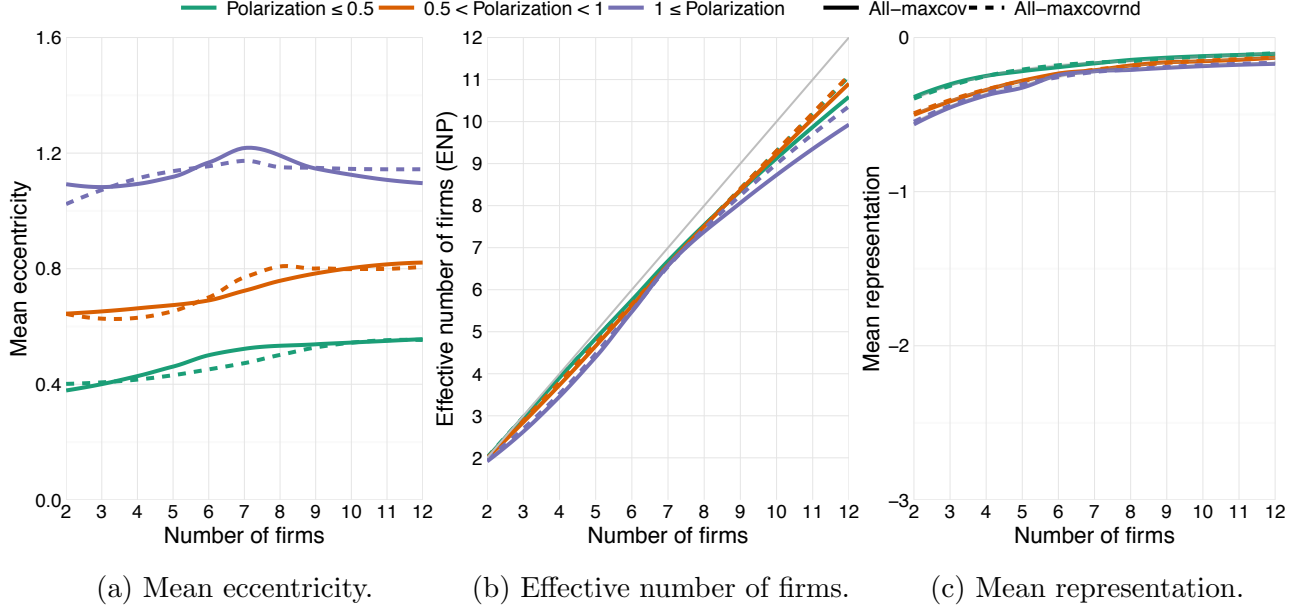 Polarization ≤ 0.5 0.5 < Polarization < 1 1 ≤ Polarization All-maxcov All-maxcovrnd
Mean eccentricity
1.6
1.2
0.8
0.4
0.0
2 3 4 5 6 7 8 9 10 11 12
Number of firms
(a) Mean eccentricity.
Effective number of firms (ENP)
12
11
10
9
8
7
6
5
4
3
2
2 3 4 5 6 7 8 9 10 11 12
Number of firms
(b) Effective number of firms.
Mean representation
0
−1
−2
−3
2 3 4 5 6 7 8 9 10 11 12
Number of firms
(c) Mean representation.